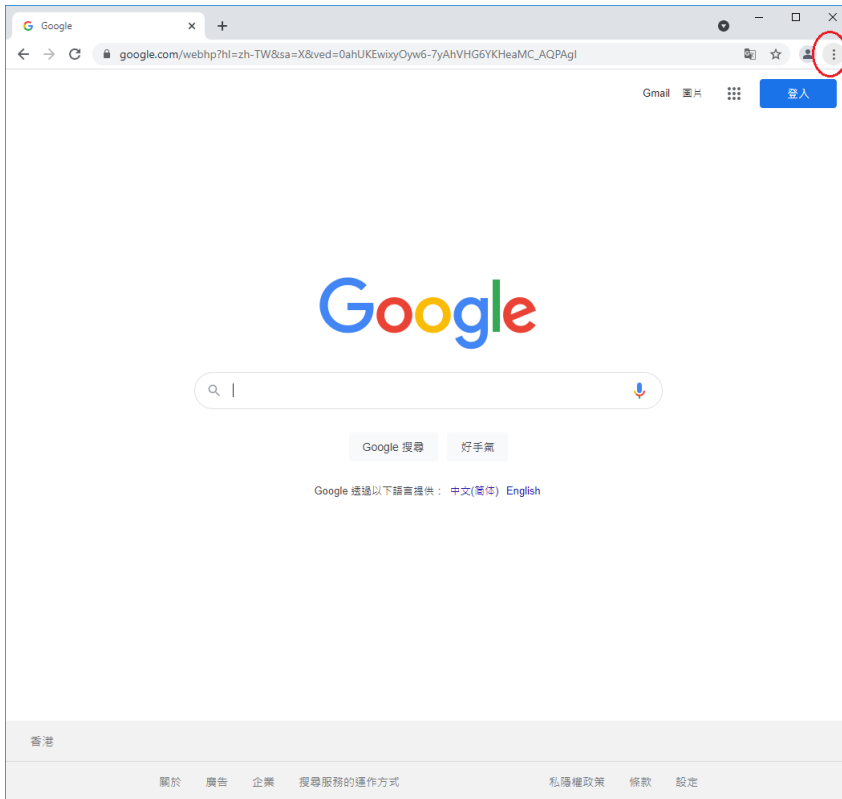 Google
google.com/webhp?hl=zh-TW&sa=X&ved=0ahUKEwixyOyw6-7yAhVHG6YKHeaMC_AQPAgI
Gmail 圖片 登入
Google
Google 搜尋 好手氣
Google 透過以下語言提供： 中文(简体) English
香港
關於 廣告 企業 搜尋服務的運作方式 私隱權政策 條款 設定